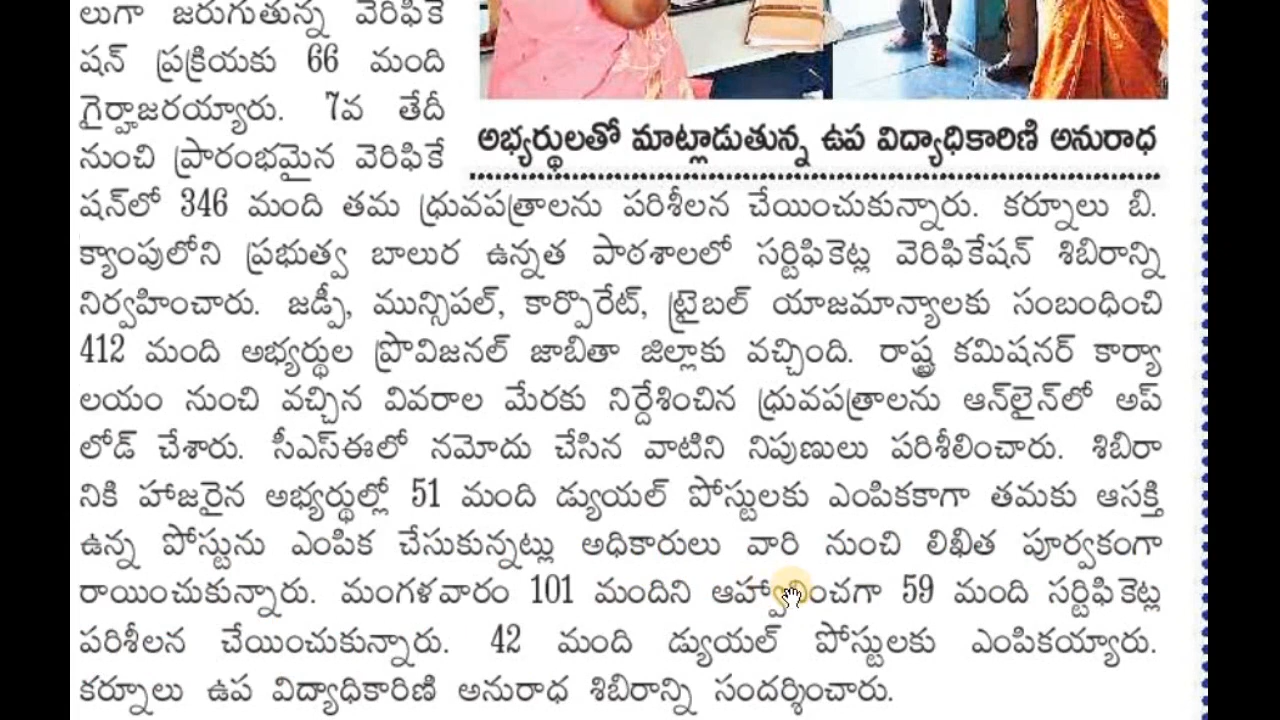 లుగా జరుగుతున్న వెరిఫికే
షన్ ప్రక్రియకు 66 మంది
గైర్హాజరయ్యారు. 7వ తేదీ
నుంచి ప్రారంభమైన వెరిఫికే
అభ్యర్థులతో మాట్లాడుతున్న ఉప విద్యాధికారిణి అనురాధ
షన్‌లో 346 మంది తమ ధ్రువపత్రాలను పరిశీలన చేయించుకున్నారు. కర్నూలు బి.
క్యాంపులోని ప్రభుత్వ బాలుర ఉన్నత పాఠశాలలో సర్టిఫికెట్ల వెరిఫికేషన్ శిబిరాన్ని
నిర్వహించారు. జడ్పీ, మున్సిపల్, కార్పొరేట్, ట్రైబల్ యాజమాన్యాలకు సంబంధించి
412 మంది అభ్యర్థుల ప్రొవిజనల్ జాబితా జిల్లాకు వచ్చింది. రాష్ట్ర కమిషనర్ కార్యా
లయం నుంచి వచ్చిన వివరాల మేరకు నిర్దేశించిన ధ్రువపత్రాలను ఆన్‌లైన్‌లో అప్
లోడ్ చేశారు. సీఎస్ఈలో నమోదు చేసిన వాటిని నిపుణులు పరిశీలించారు. శిబిరా
నికి హాజరైన అభ్యర్థుల్లో 51 మంది డ్యుయల్ పోస్టులకు ఎంపికకాగా తమకు ఆసక్తి
ఉన్న పోస్టును ఎంపిక చేసుకున్నట్లు అధికారులు వారి నుంచి లిఖిత పూర్వకంగా
రాయించుకున్నారు. మంగళవారం 101 మందిని ఆహ్వానించగా 59 మంది సర్టిఫికెట్ల
పరిశీలన చేయించుకున్నారు. 42 మంది డ్యుయల్ పోస్టులకు ఎంపికయ్యారు.
కర్నూలు ఉప విద్యాధికారిణి అనురాధ శిబిరాన్ని సందర్శించారు.